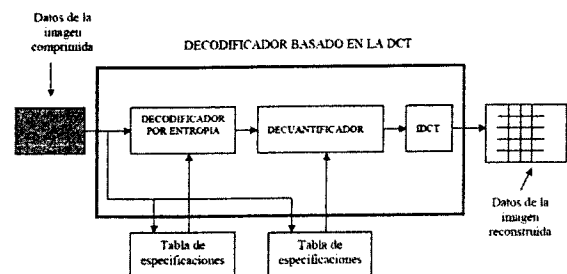 Datos de la
imagen
comprimida
DECODIFICADOR BASADO EN LA DCT
DECODIFICADOR
POR ENTROPIA
DECUANTIFICADOR
IDCT
Datos de la
imagen
reconstruida
Tabla de
especificaciones
Tabla de
especificaciones